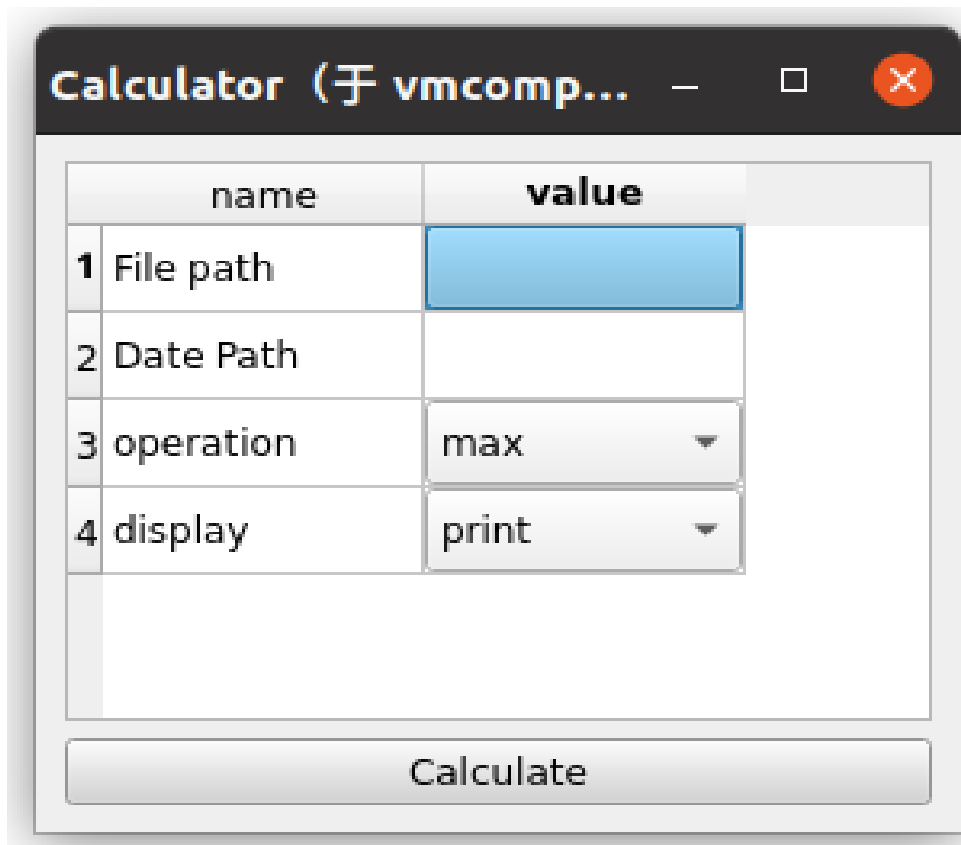 Calculator（于 vmcomp...
name value
1 File path
2 Date Path
3 operation max
4 display print
Calculate